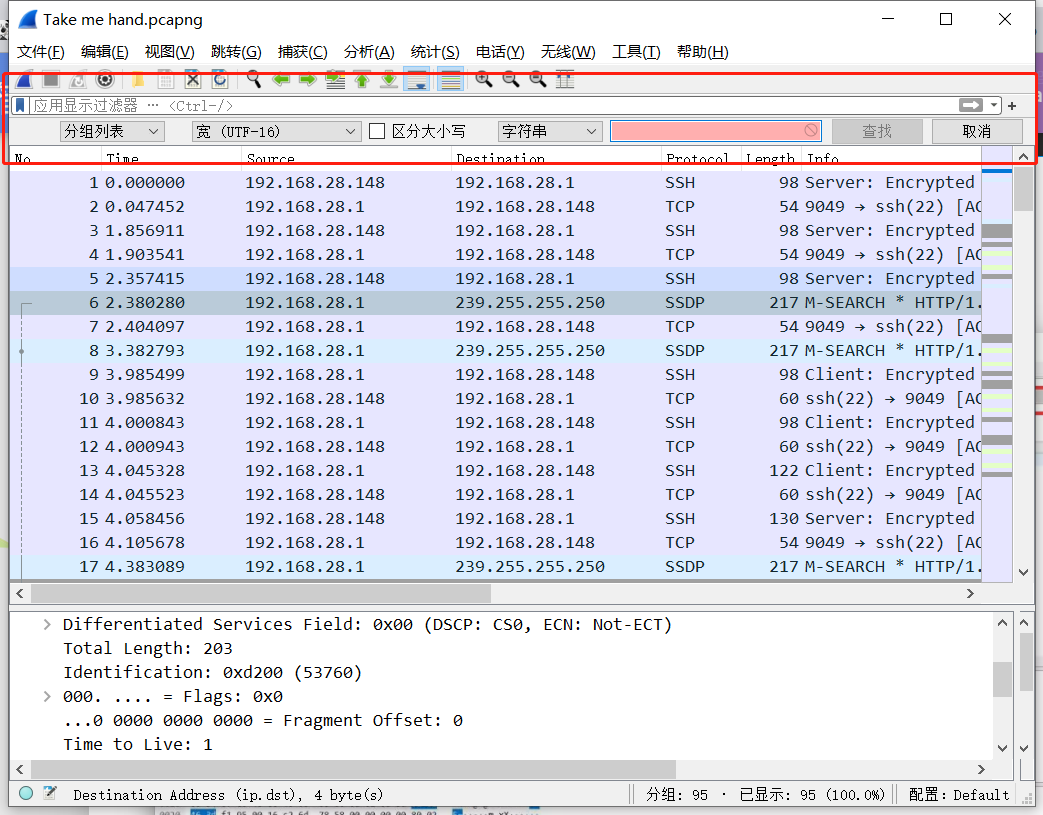 Take me hand.pcapng
文件(F) 编辑(E) 视图(V) 跳转(G) 捕获(C) 分析(A) 统计(S) 电话(Y) 无线(W) 工具(T) 帮助(H)
应用显示过滤器 … <Ctrl-/>
分组列表 宽 (UTF-16) 区分大小写 字符串 查找 取消
No. Time Source Destination Protocol Length Info
1 0.000000 192.168.28.148 192.168.28.1 SSH 98 Server: Encrypted
2 0.047452 192.168.28.1 192.168.28.148 TCP 54 9049 → ssh(22) [AC
3 1.856911 192.168.28.148 192.168.28.1 SSH 98 Server: Encrypted
4 1.903541 192.168.28.1 192.168.28.148 TCP 54 9049 → ssh(22) [AC
5 2.357415 192.168.28.148 192.168.28.1 SSH 98 Server: Encrypted
6 2.380280 192.168.28.1 239.255.255.250 SSDP 217 M-SEARCH * HTTP/1.
7 2.404097 192.168.28.1 192.168.28.148 TCP 54 9049 → ssh(22) [AC
8 3.382793 192.168.28.1 239.255.255.250 SSDP 217 M-SEARCH * HTTP/1.
9 3.985499 192.168.28.1 192.168.28.148 SSH 98 Client: Encrypted
10 3.985632 192.168.28.148 192.168.28.1 TCP 60 ssh(22) → 9049 [AC
11 4.000843 192.168.28.1 192.168.28.148 SSH 98 Client: Encrypted
12 4.000943 192.168.28.148 192.168.28.1 TCP 60 ssh(22) → 9049 [AC
13 4.045328 192.168.28.1 192.168.28.148 SSH 122 Client: Encrypted
14 4.045523 192.168.28.148 192.168.28.1 TCP 60 ssh(22) → 9049 [AC
15 4.058456 192.168.28.148 192.168.28.1 SSH 130 Server: Encrypted
16 4.105678 192.168.28.1 192.168.28.148 TCP 54 9049 → ssh(22) [AC
17 4.383089 192.168.28.1 239.255.255.250 SSDP 217 M-SEARCH * HTTP/1.
Differentiated Services Field: 0x00 (DSCP: CS0, ECN: Not-ECT)
Total Length: 203
Identification: 0xd200 (53760)
000. .... = Flags: 0x0
...0 0000 0000 0000 = Fragment Offset: 0
Time to Live: 1
Destination Address (ip.dst), 4 byte(s) 分组: 95 · 已显示: 95 (100.0%) 配置: Default